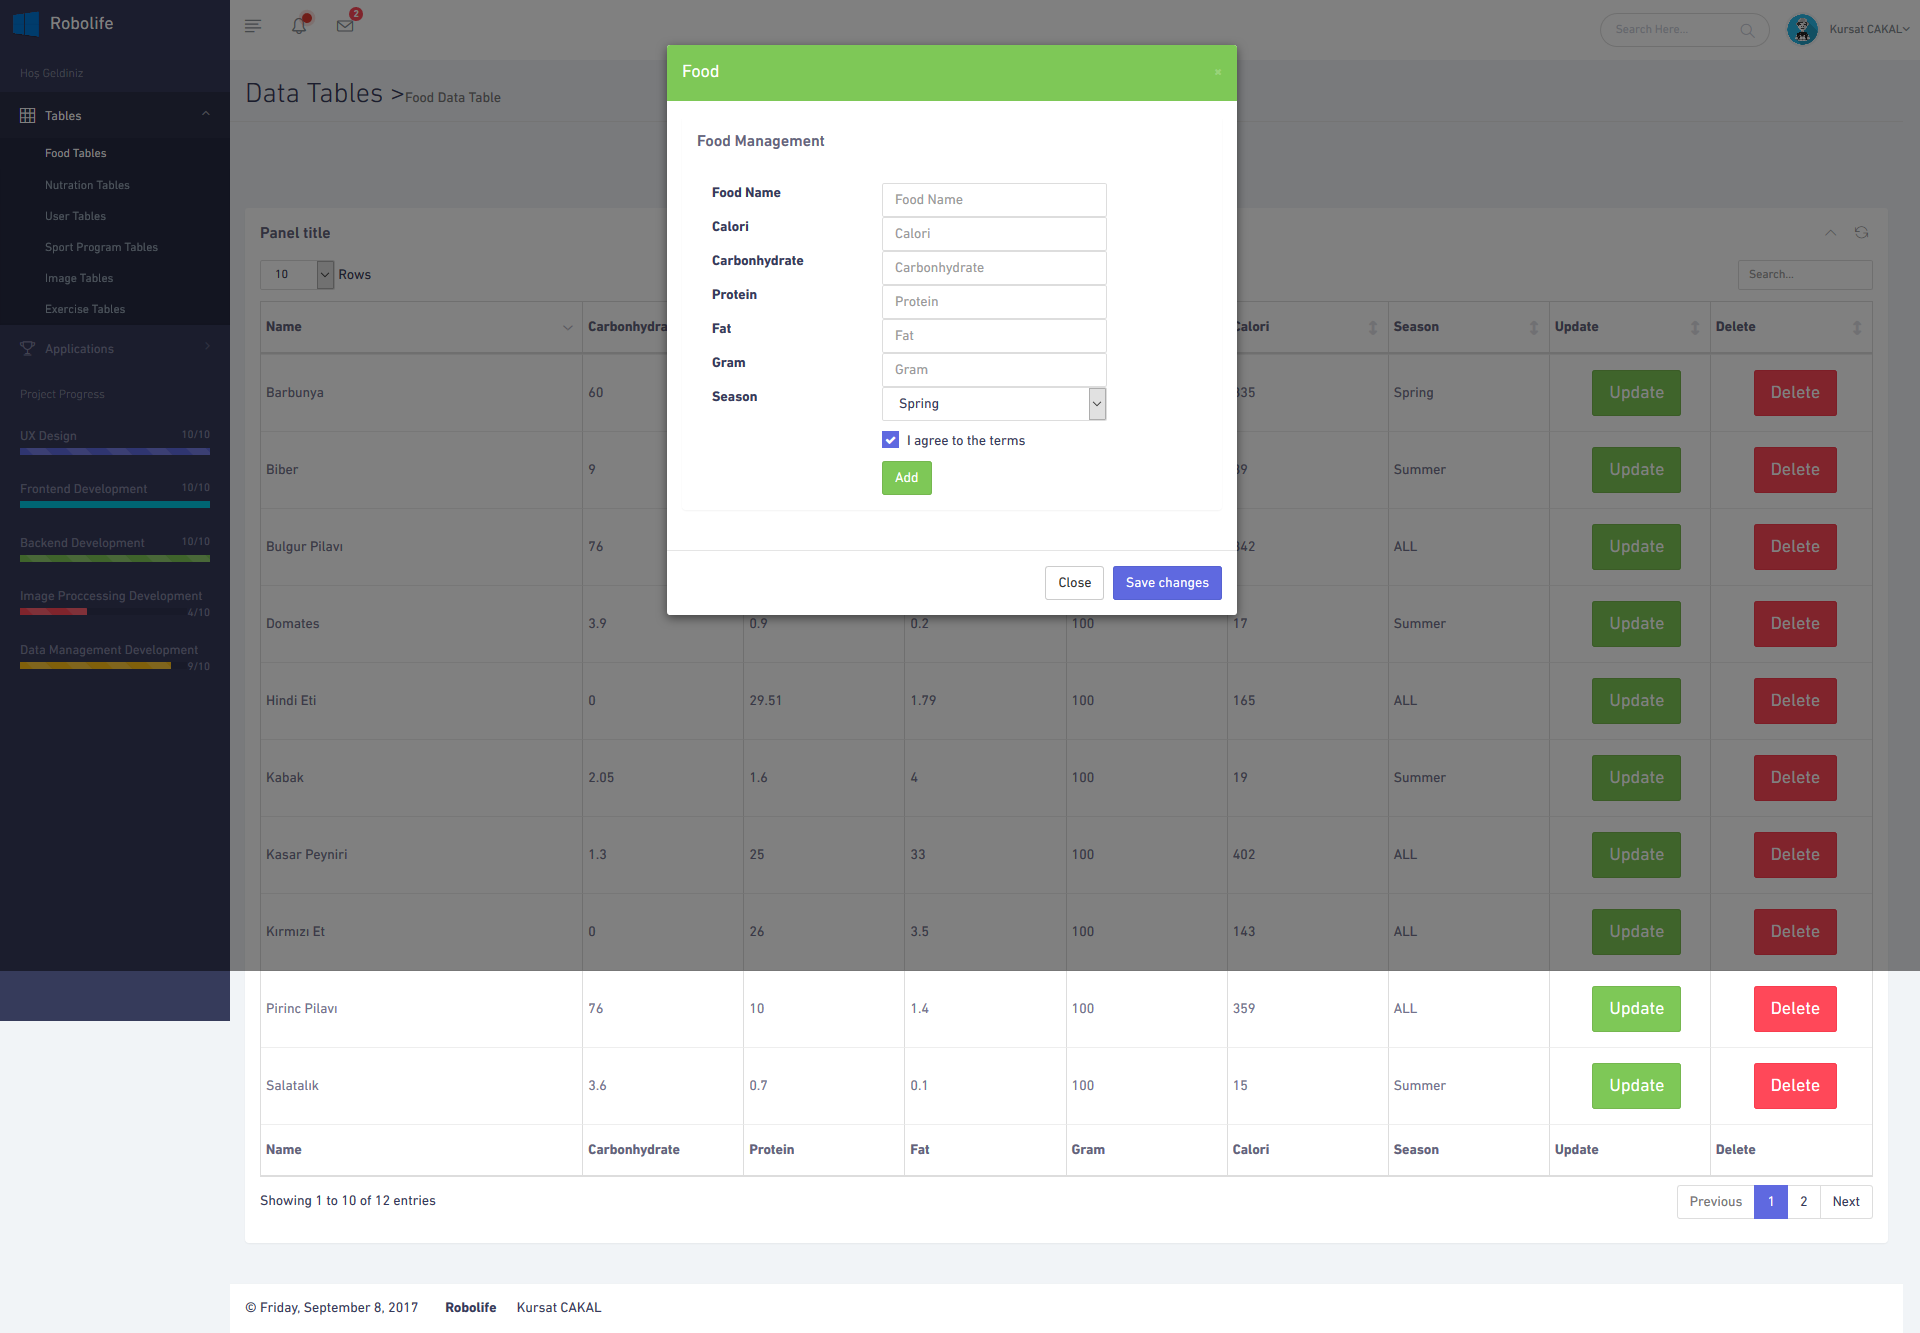 Robolife
2
Search Here...
Kursat CAKAL
Hoş Geldiniz
Tables
Food Tables
Nutration Tables
User Tables
Sport Program Tables
Image Tables
Exercise Tables
Applications
Project Progress
UX Design 10/10
Frontend Development 10/10
Backend Development 10/10
Image Proccessing Development
4/10
Data Management Development
9/10
Data Tables >Food Data Table
Food
×
Food Management
Food Name Food Name
Calori Calori
Carbonhydrate Carbonhydrate
Protein Protein
Fat Fat
Gram Gram
Season Spring
I agree to the terms
Add
Close Save changes
Panel title
10 Rows
Search...
Name Carbonhydra Calori Season Update Delete
Barbunya 60 335 Spring Update Delete
Biber 9 39 Summer Update Delete
Bulgur Pilavı 76 342 ALL Update Delete
Domates 3.9 0.9 0.2 100 17 Summer Update Delete
Hindi Eti 0 29.51 1.79 100 165 ALL Update Delete
Kabak 2.05 1.6 4 100 19 Summer Update Delete
Kasar Peyniri 1.3 25 33 100 402 ALL Update Delete
Kırmızı Et 0 26 3.5 100 143 ALL Update Delete
Pirinc Pilavı 76 10 1.4 100 359 ALL Update Delete
Salatalık 3.6 0.7 0.1 100 15 Summer Update Delete
Name Carbonhydrate Protein Fat Gram Calori Season Update Delete
Showing 1 to 10 of 12 entries
Previous 1 2 Next
© Friday, September 8, 2017 Robolife Kursat CAKAL